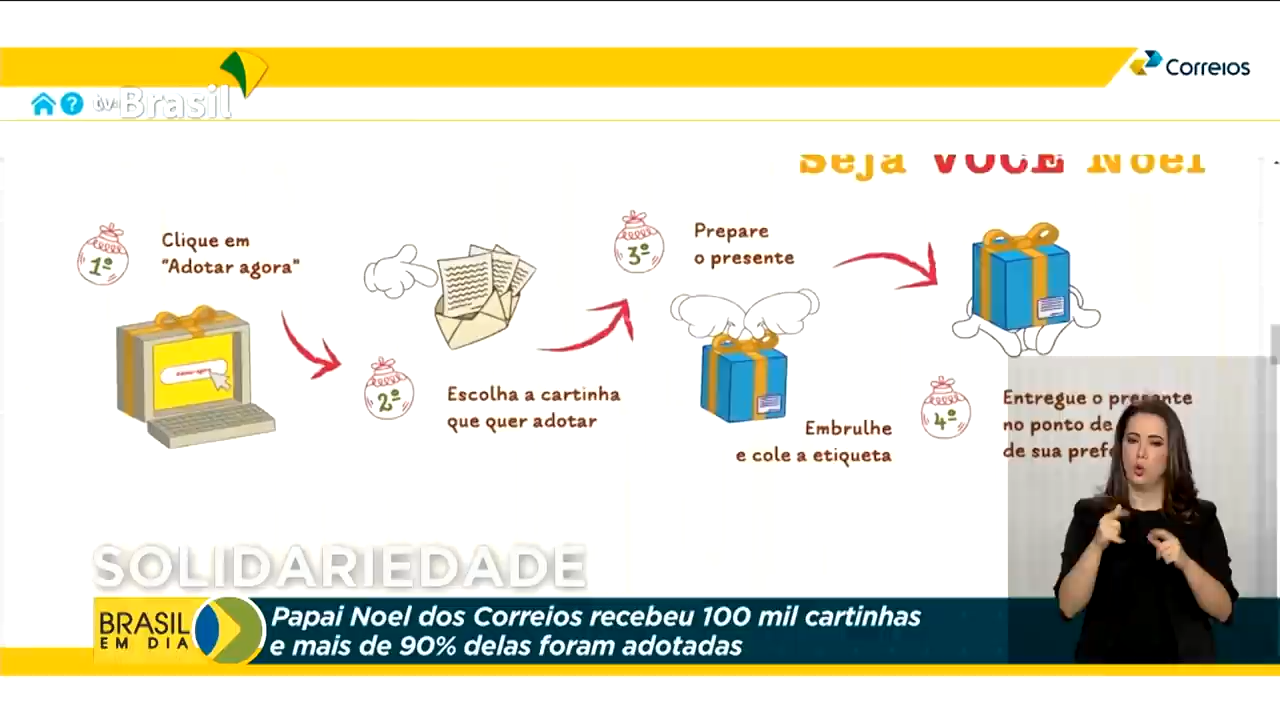 Correios
tv Brasil
Seja VOCÊ Noel
1º
Clique em
"Adotar agora"
2º
Escolha a cartinha
que quer adotar
3º
Prepare
o presente
Embrulhe
e cole a etiqueta
4º
Entregue o presente
no ponto de
de sua
SOLIDARIEDADE
BRASIL
EM DIA
Papai Noel dos Correios recebeu 100 mil cartinhas
e mais de 90% delas foram adotadas